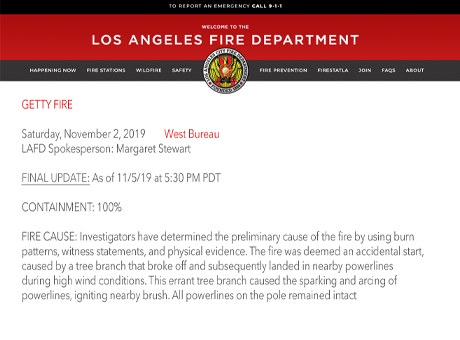 TO REPORT AN EMERGENCY CALL 9-1-1
WELCOME TO THE
LOS ANGELES FIRE DEPARTMENT
HAPPENING NOW FIRE STATIONS WILDFIRE SAFETY FIRE PREVENTION FIRESTATLA JOIN FAQS ABOUT
GETTY FIRE
Saturday, November 2, 2019 West Bureau
LAFD Spokesperson: Margaret Stewart
FINAL UPDATE: As of 11/5/19 at 5:30 PM PDT
CONTAINMENT: 100%
FIRE CAUSE: Investigators have determined the preliminary cause of the fire by using burn
patterns, witness statements, and physical evidence. The fire was deemed an accidental start,
caused by a tree branch that broke off and subsequently landed in nearby powerlines
during high wind conditions. This errant tree branch caused the sparking and arcing of
powerlines, igniting nearby brush. All powerlines on the pole remained intact